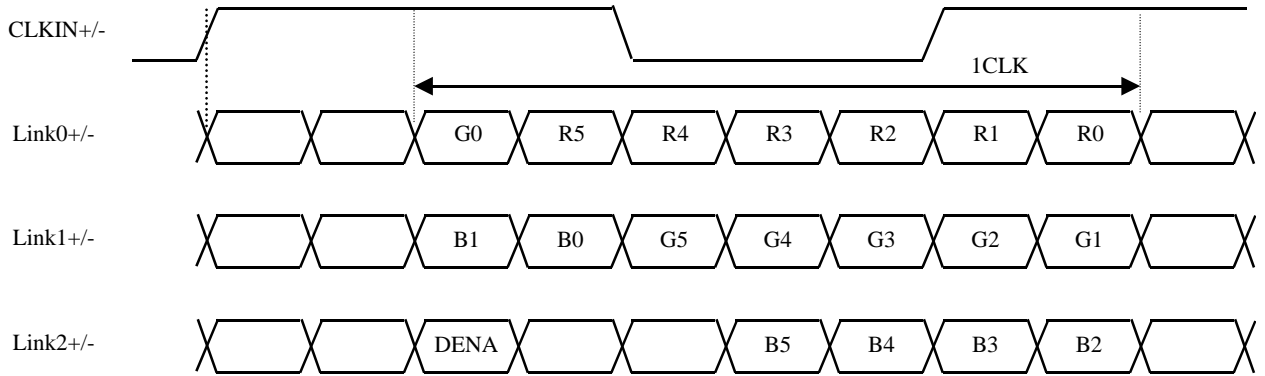 CLKIN+/-
1CLK
Link0+/- G0 R5 R4 R3 R2 R1 R0
Link1+/- B1 B0 G5 G4 G3 G2 G1
Link2+/- DENA B5 B4 B3 B2